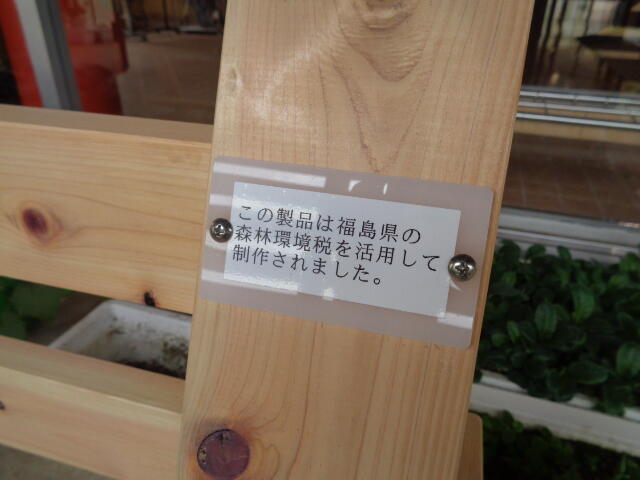 この製品は福島県の
森林環境税を活用して
制作されました。